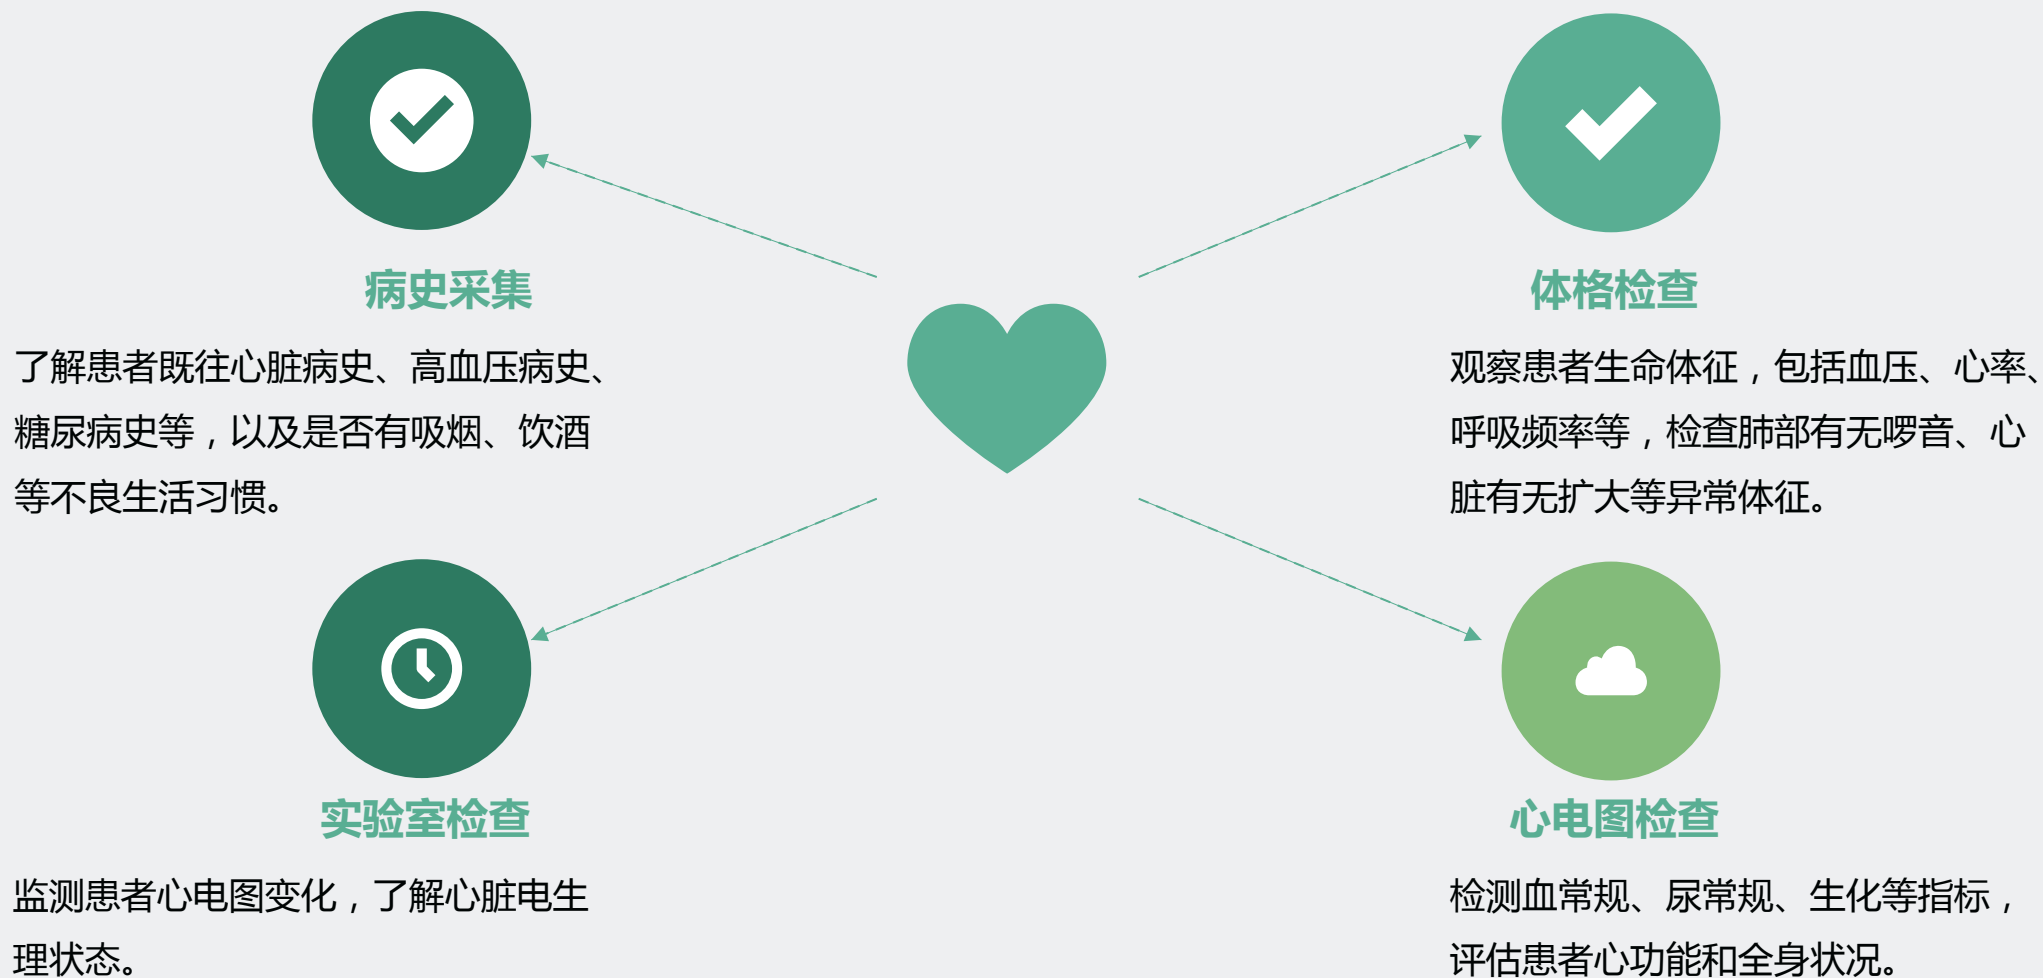 病史采集
了解患者既往心脏病史、高血压病史、
糖尿病史等，以及是否有吸烟、饮酒
等不良生活习惯。
体格检查
观察患者生命体征，包括血压、心率、
呼吸频率等，检查肺部有无啰音、心
脏有无扩大等异常体征。
实验室检查
监测患者心电图变化，了解心脏电生
理状态。
心电图检查
检测血常规、尿常规、生化等指标，
评估患者心功能和全身状况。